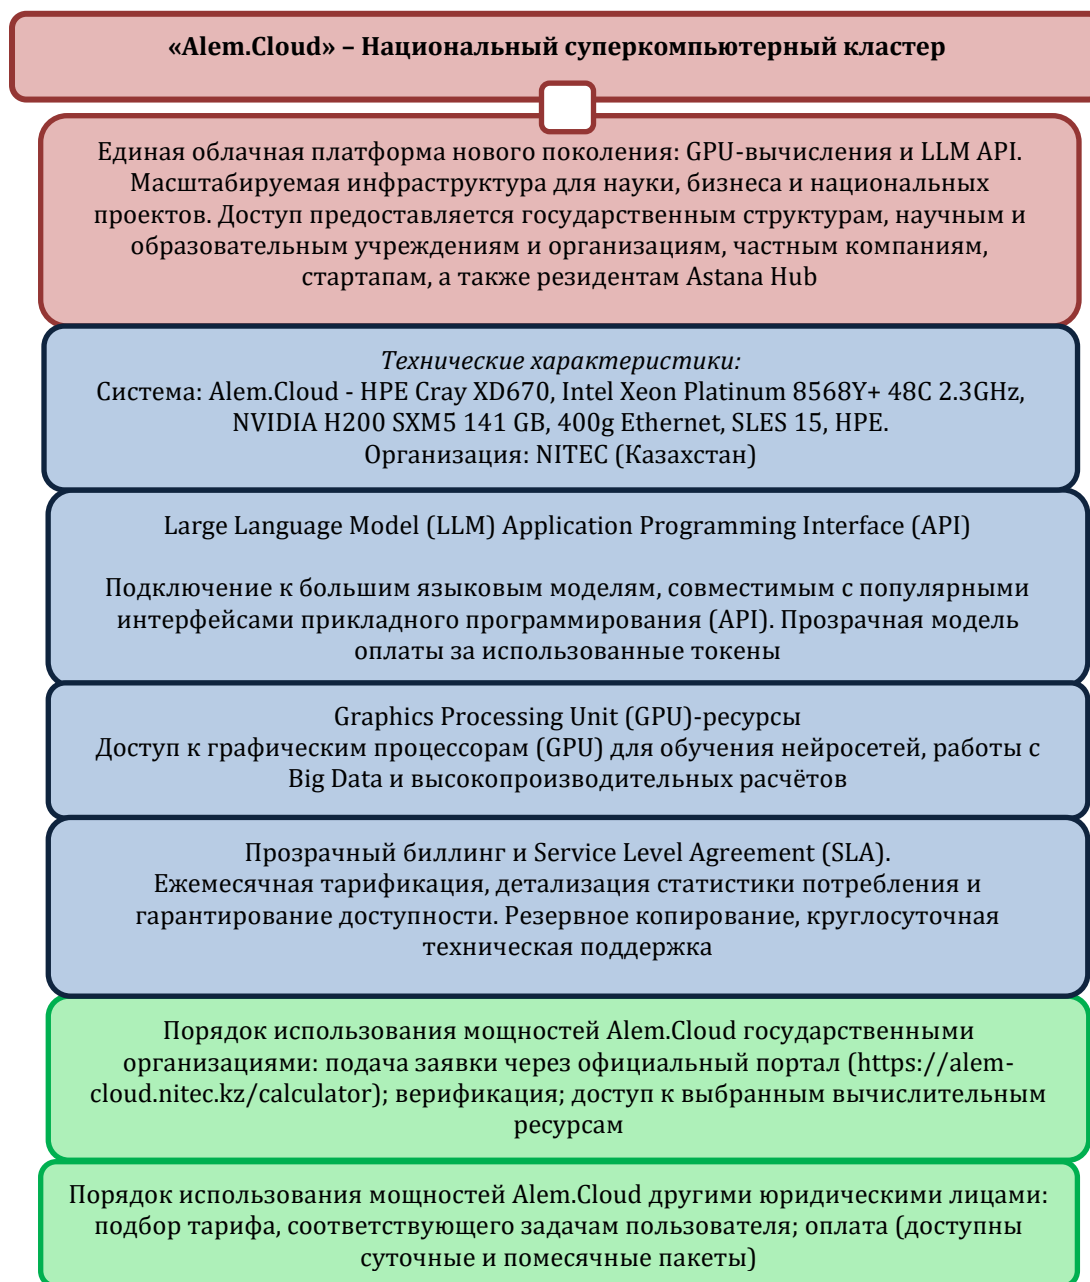 «Alem.Cloud» – Национальный суперкомпьютерный кластер
Единая облачная платформа нового поколения: GPU-вычисления и LLM API.
Масштабируемая инфраструктура для науки, бизнеса и национальных
проектов. Доступ предоставляется государственным структурам, научным и
образовательным учреждениям и организациям, частным компаниям,
стартапам, а также резидентам Astana Hub
Технические характеристики:
Система: Alem.Cloud - HPE Cray XD670, Intel Xeon Platinum 8568Y+ 48C 2.3GHz,
NVIDIA H200 SXM5 141 GB, 400g Ethernet, SLES 15, HPE.
Организация: NITEC (Казахстан)
Large Language Model (LLM) Application Programming Interface (API)
Подключение к большим языковым моделям, совместимым с популярными
интерфейсами прикладного программирования (API). Прозрачная модель
оплаты за использованные токены
Graphics Processing Unit (GPU)-ресурсы
Доступ к графическим процессорам (GPU) для обучения нейросетей, работы с
Big Data и высокопроизводительных расчётов
Прозрачный биллинг и Service Level Agreement (SLA).
Ежемесячная тарификация, детализация статистики потребления и
гарантирование доступности. Резервное копирование, круглосуточная
техническая поддержка
Порядок использования мощностей Alem.Cloud государственными
организациями: подача заявки через официальный портал (https://alem-
cloud.nitec.kz/calculator); верификация; доступ к выбранным вычислительным
ресурсам
Порядок использования мощностей Alem.Cloud другими юридическими лицами:
подбор тарифа, соответствующего задачам пользователя; оплата (доступны
суточные и помесячные пакеты)